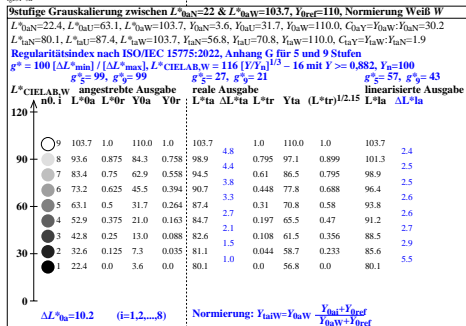 9stufige Graukalierung zwischen L*0aN=22 & L*0aW=103.7, Y0ref=110, Normierung Weiß W
L*0aN=22.4, L*0aU=63.1, L*0aW=103.7, Y0aN=3.6, Y0aU=31.7, Y0aW=110.0, C0aY=Y0aW:Y0aN=30.2
L*taN=80.1, L*taU=87.4, L*taW=103.7, YtaN=56.8, YtaU=70.8, YtaW=110.0, CtaY=YtaW:YtaN=1.9
Regularitätsindex nach ISO/IEC 15775:2022, Anhang G für 5 und 9 Stufen
g* = 100 [ΔL*min] / [ΔL*max], L*CIELAB,W = 116 [Y/Yn]1/3 − 16 mit Y >= 0,882, Yn=100
g*5= 99, g*9= 99 g*5= 27, g*9= 21 g*5= 57, g*9= 43
L*CIELAB,W angestrebte Ausgabe reale Ausgabe linearisierte Ausgabe
n0. i L*0a L*0r Y0a Y0r L*ta ΔL*ta L*tr Yta (L*tr)1/2.15 L*la ΔL*la
120
9 103.7 1.0 110.0 1.0 103.7 1.0 110.0 1.0 103.7
4.8 2.4
8 93.6 0.875 84.3 0.758 98.9 0.795 97.1 0.899 101.3
4.4 2.5
90
7 83.4 0.75 62.9 0.558 94.5 0.61 86.5 0.795 98.9
3.8 2.5
6 73.2 0.625 45.5 0.394 90.7 0.448 77.8 0.688 96.4
3.3 2.6
60
5 63.1 0.5 31.7 0.264 87.4 0.31 70.8 0.58 93.8
2.7 2.6
4 52.9 0.375 21.0 0.163 84.7 0.197 65.5 0.47 91.2
2.1 2.7
3 42.8 0.25 13.0 0.088 82.6 0.108 61.5 0.356 88.5
1.5 2.9
30
2 32.6 0.125 7.3 0.035 81.1 0.044 58.7 0.233 85.6
1.0 5.5
1 22.4 0.0 3.6 0.0 80.1 0.0 56.8 0.0 80.1
0
ΔL*0a=10.2 (i=1,2,...,8) Normierung: YtaiW=Y0aW (Y0ai+Y0ref)/(Y0aW+Y0ref)